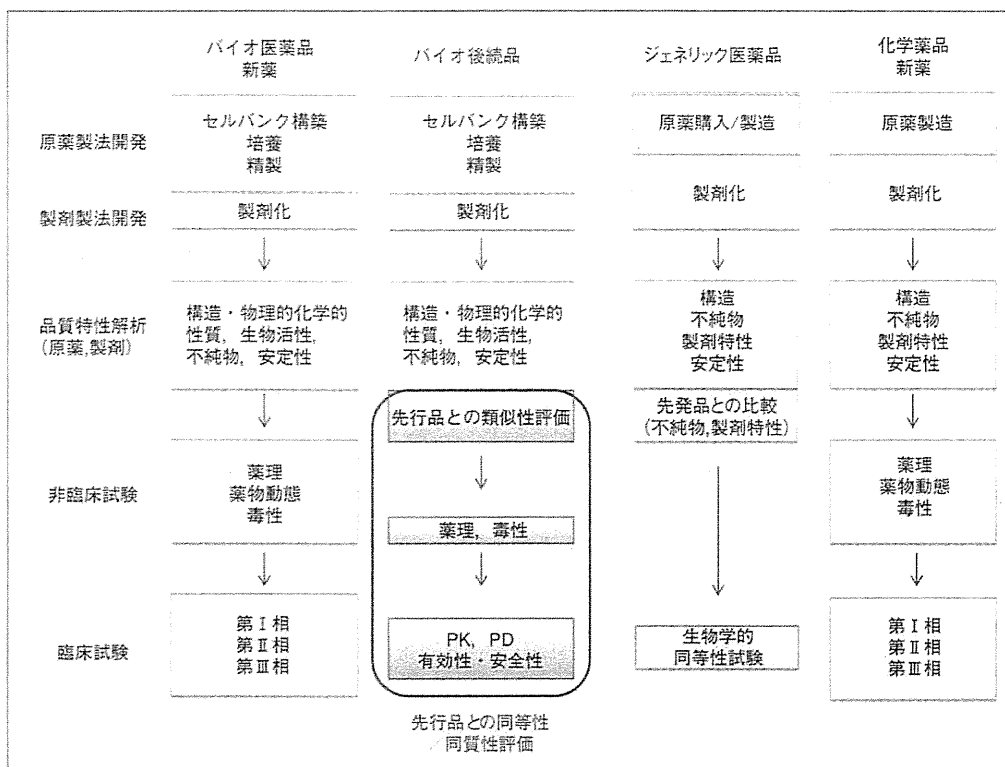 バイオ医薬品
新薬
バイオ後続品
ジェネリック医薬品
化学薬品
新薬
原薬製法開発
セルバンク構築
培養
精製
セルバンク構築
培養
精製
原薬購入/製造
原薬製造
製剤製法開発
製剤化
製剤化
製剤化
製剤化
品質特性解析
(原薬,製剤)
構造・物理的化学的
性質, 生物活性,
不純物, 安定性
構造・物理的化学的
性質, 生物活性,
不純物, 安定性
構造
不純物
製剤特性
安定性
構造
不純物
製剤特性
安定性
先行品との類似性評価
先発品との比較
(不純物,製剤特性)
非臨床試験
薬理
薬物動態
毒性
薬理, 毒性
薬理
薬物動態
毒性
臨床試験
第Ⅰ相
第Ⅱ相
第Ⅲ相
PK, PD
有効性・安全性
生物学的
同等性試験
第Ⅰ相
第Ⅱ相
第Ⅲ相
先行品との同等性
/同質性評価